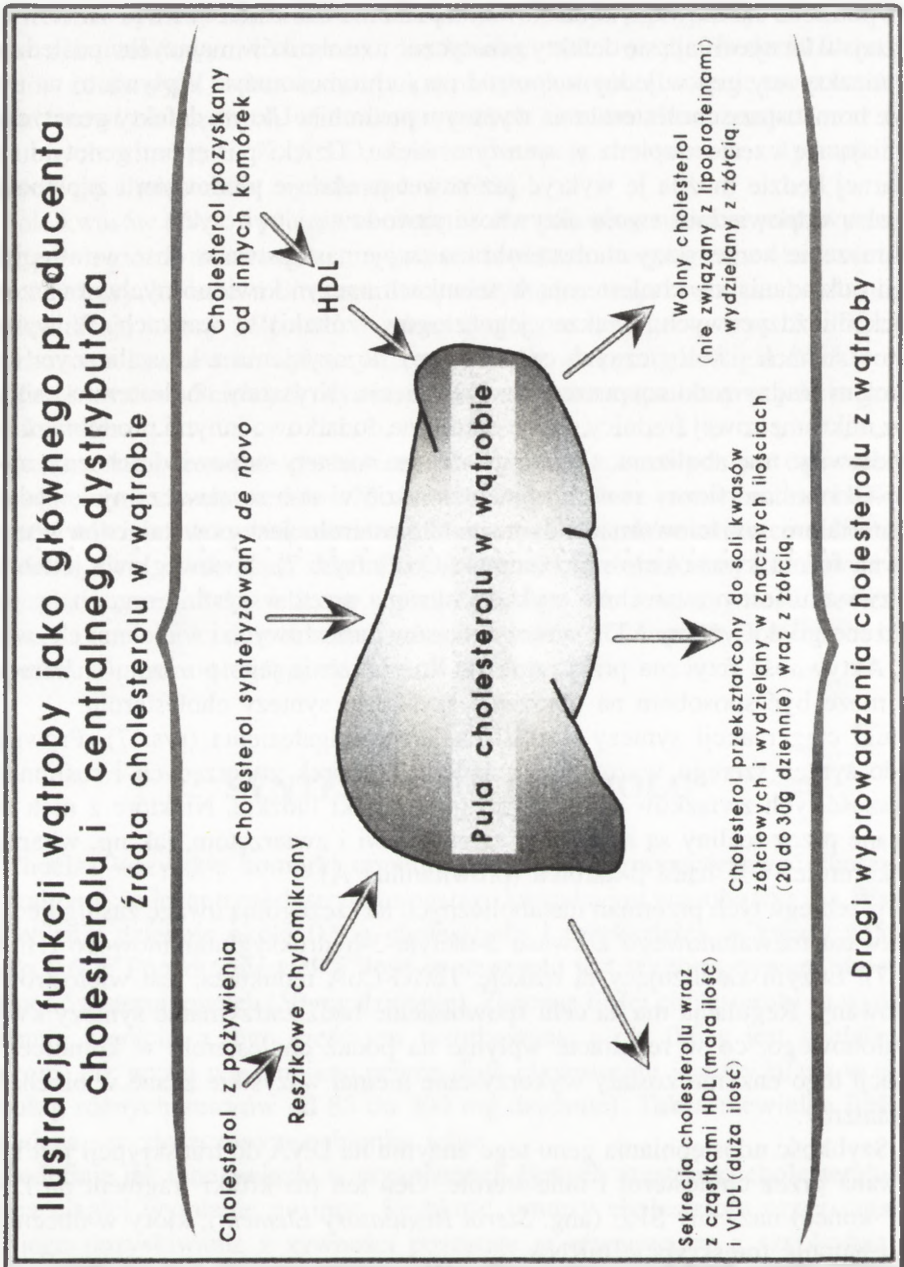 Ilustracja funkcji wątroby jako głównego producenta
cholesterolu i centralnego dystrybutora
Źródła cholesterolu w wątrobie
Cholesterol z pożywienia
Resztkowe chylomikrony
Cholesterol syntetyzowany de novo
Cholesterol pozyskany
od innych komórek
HDL
Pula cholesterolu w wątrobie
Sekrecja cholesterolu
z cząstkami HDI (mała ilość)
i VLDL (duża ilość)
Cholesterol przekształcony do soli kwasów
żółciowych i wydzielany w znacznych ilościach
(20 do 30g dziennie) wraz z żółcią
Wolny cholesterol
(nie związany z lipoproteinami)
wydzielany z żółcią.
Drogi wyprowadzania cholesterolu z wątroby